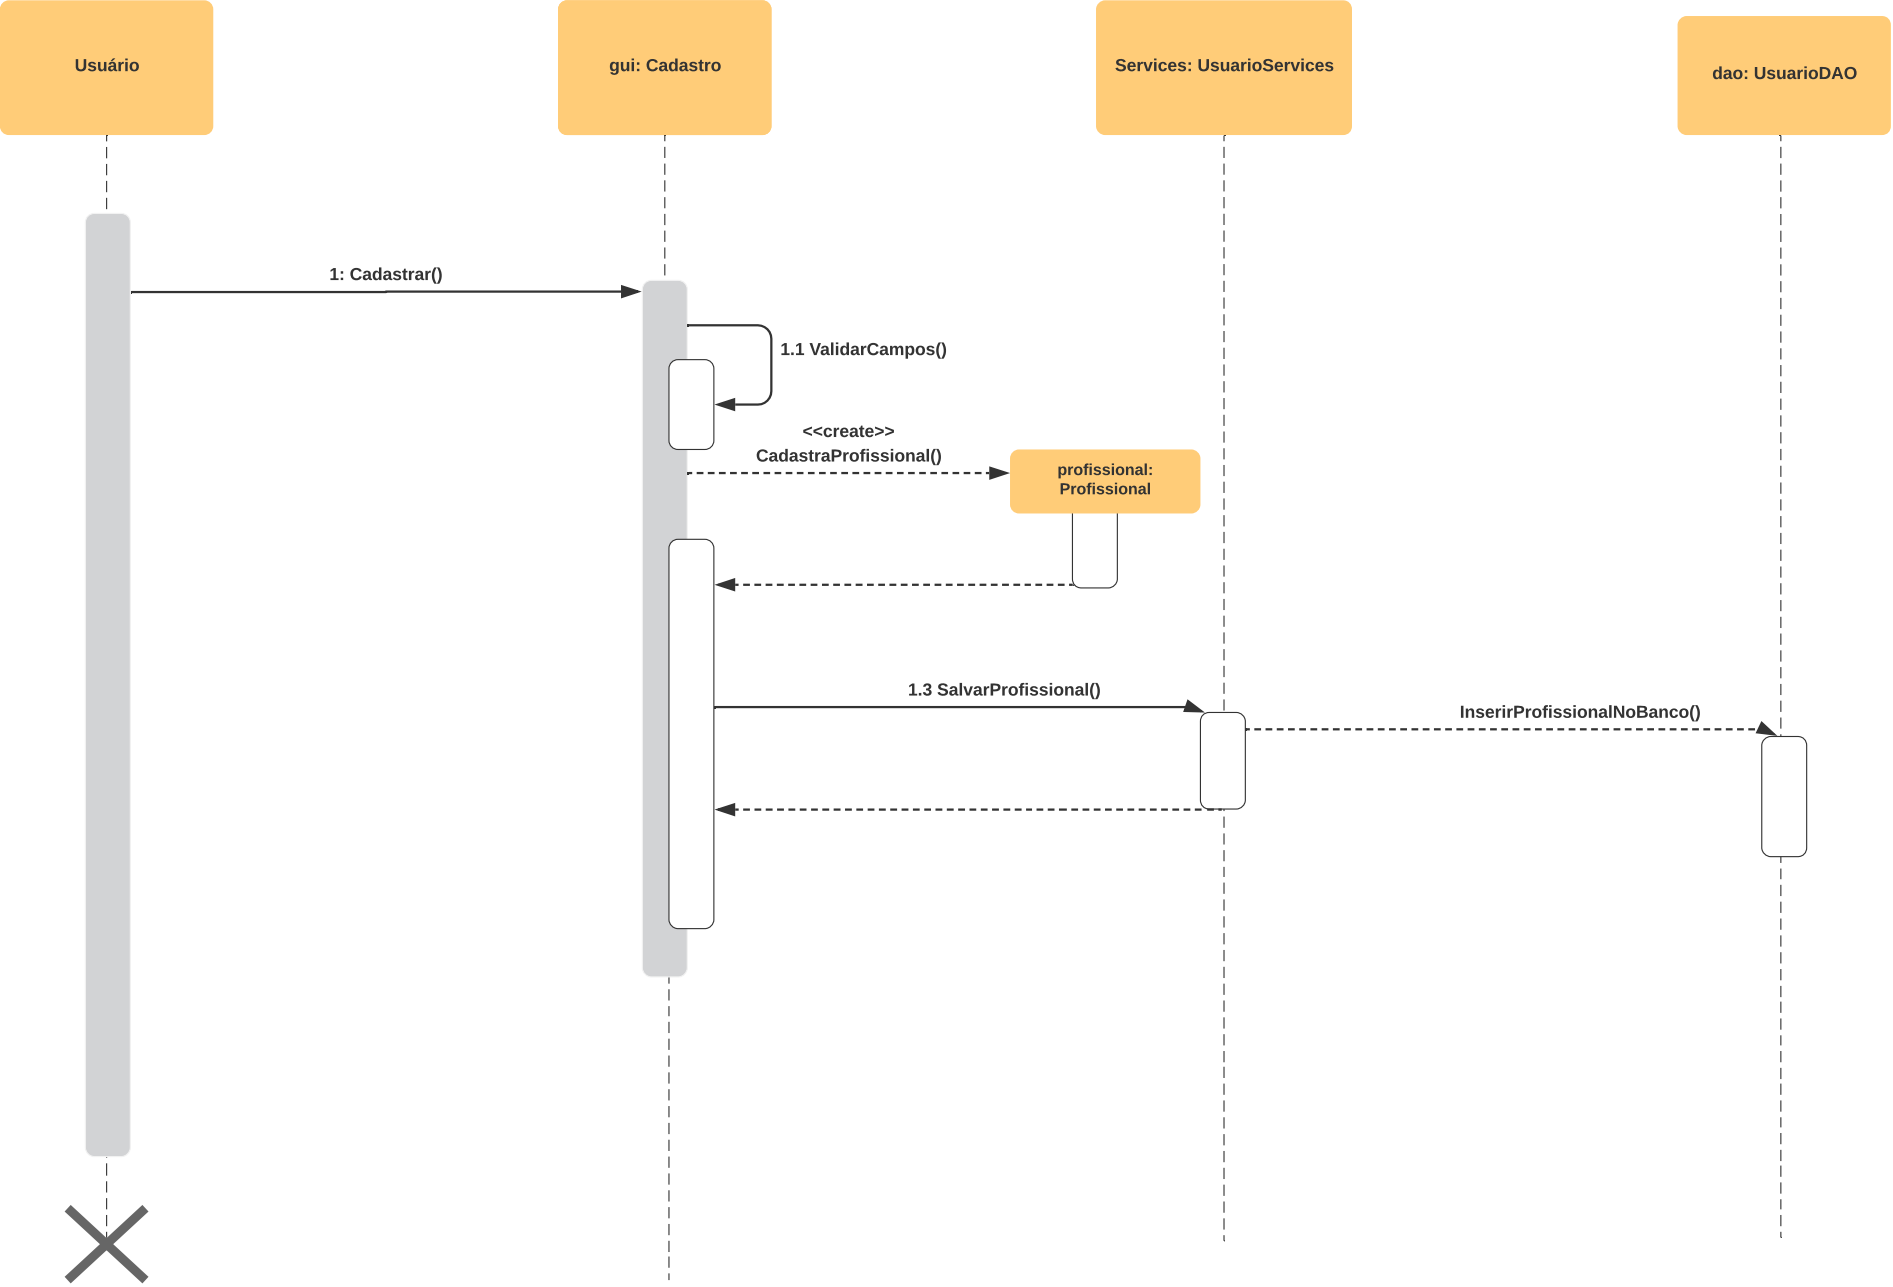 Usuário
gui: Cadastro
Services: UsuarioServices
dao: UsuarioDAO
1: Cadastrar()
1.1 ValidarCampos()
<<create>>
CadastraProfissional()
profissional:
Profissional
1.3 SalvarProfissional()
InserirProfissionalNoBanco()